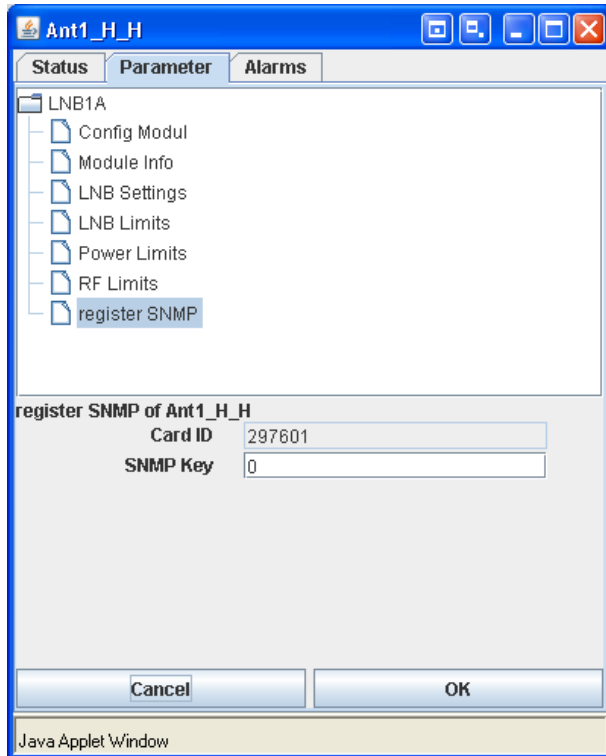 Ant1_H_H
Status Parameter Alarms
LNB1A
Config Modul
Module Info
LNB Settings
LNB Limits
Power Limits
RF Limits
register SNMP
register SNMP of Ant1_H_H
Card ID 297601
SNMP Key 0
Cancel OK
Java Applet Window